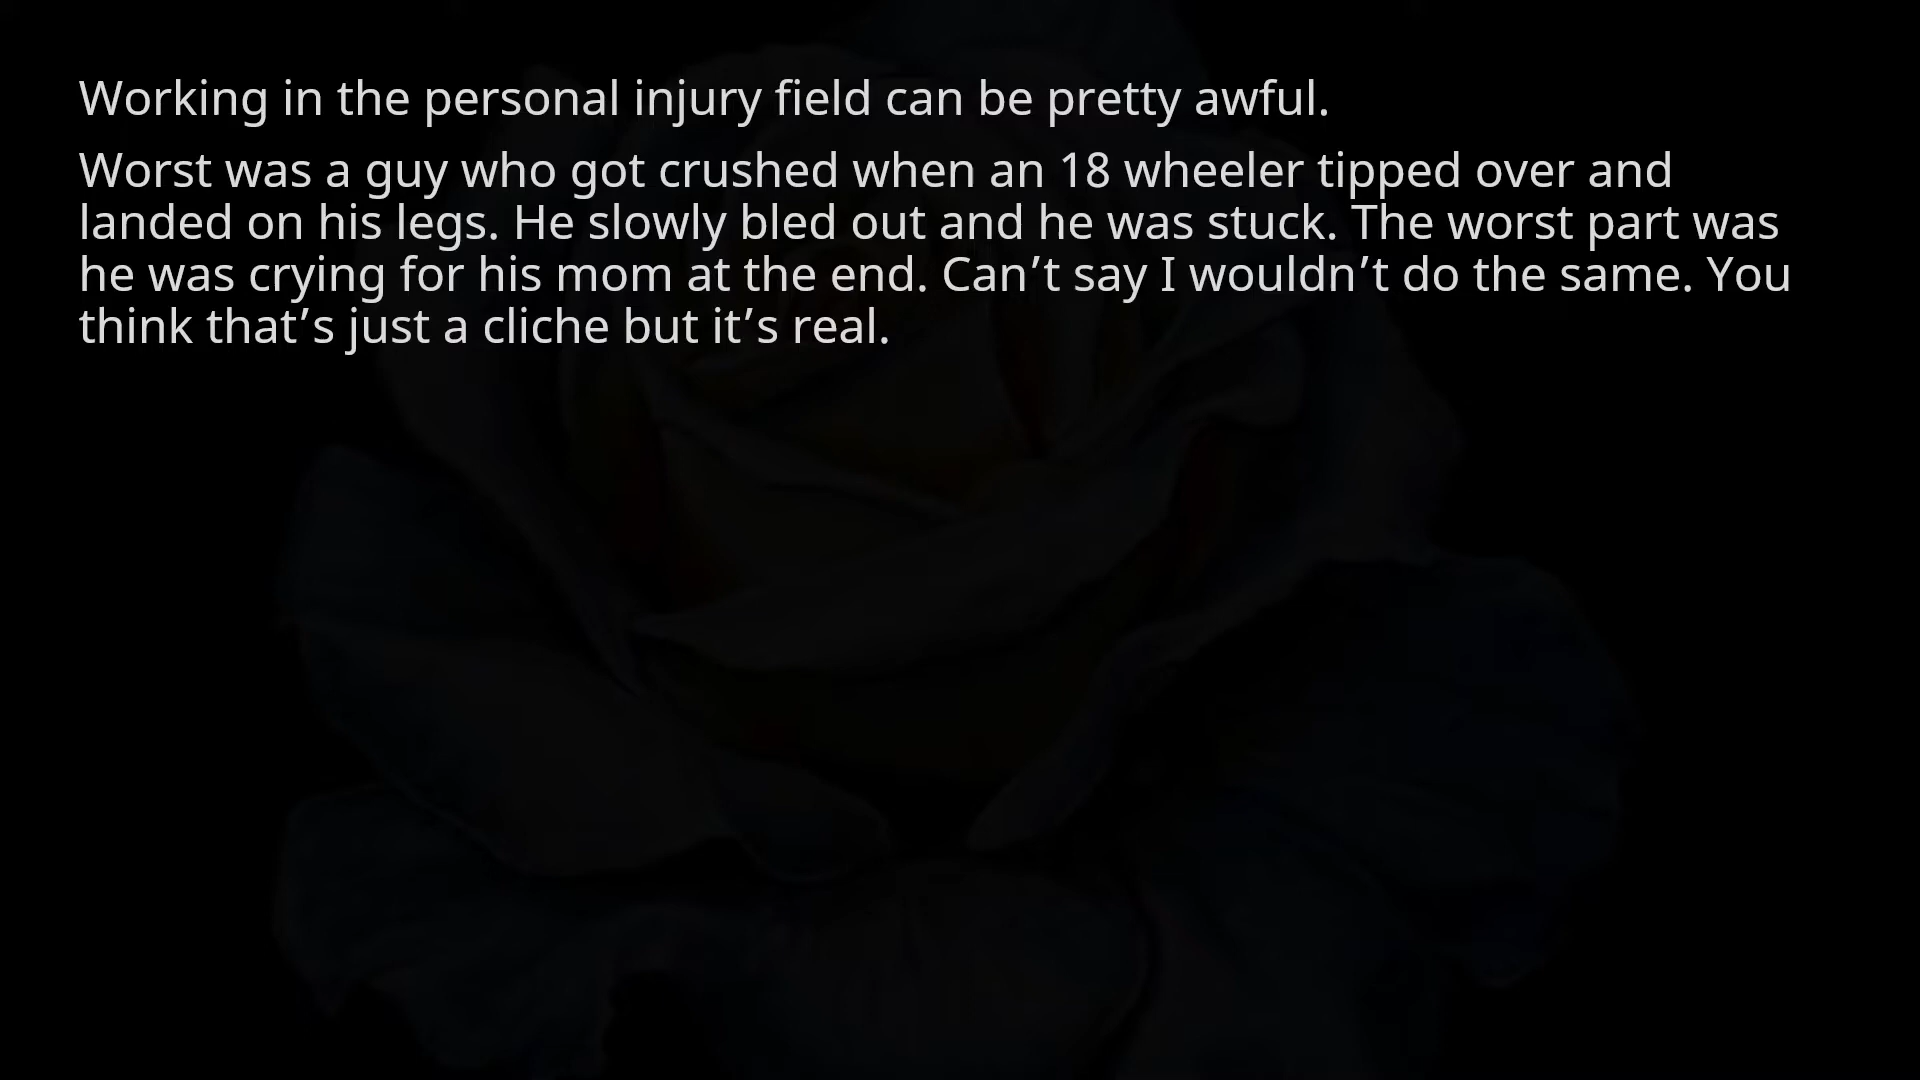 Working in the personal injury field can be pretty awful.
Worst was a guy who got crushed when an 18 wheeler tipped over and
landed on his legs. He slowly bled out and he was stuck. The worst part was
he was crying for his mom at the end. Can’t say I wouldn’t do the same. You
think that’s just a cliche but it’s real.